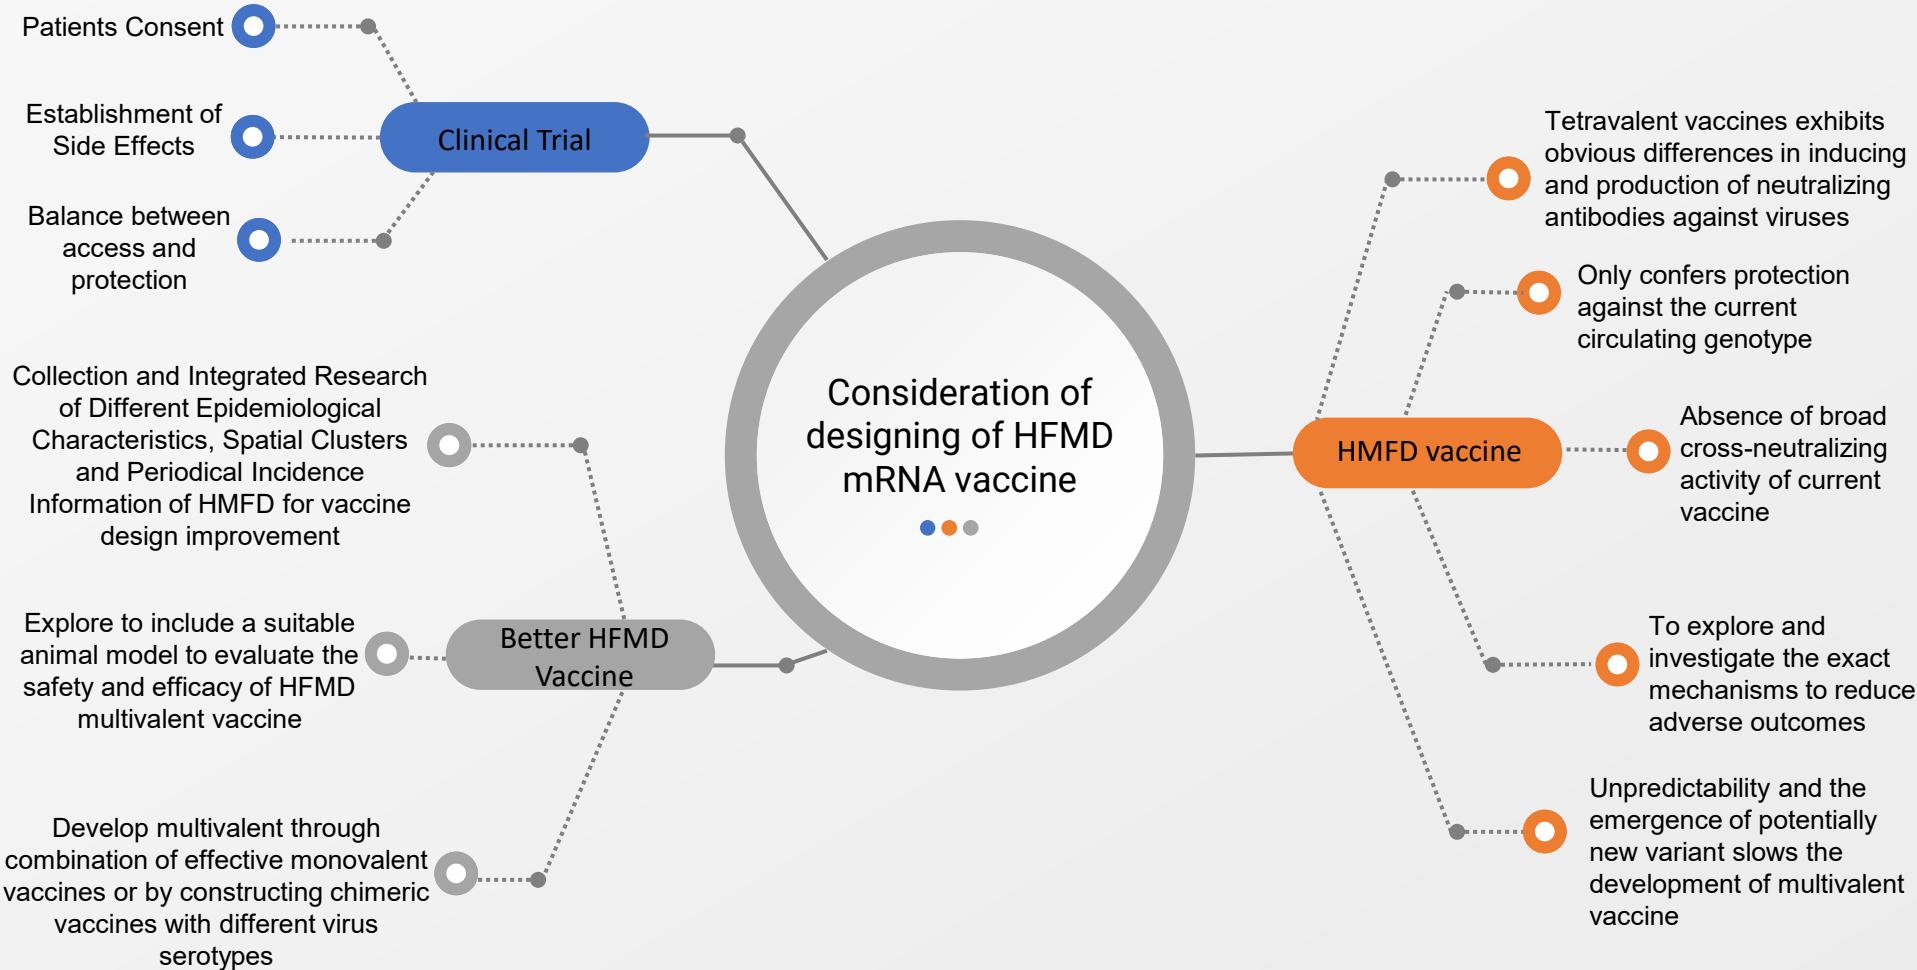 Patients Consent
Establishment of
Side Effects
Balance between
access and
protection
Clinical Trial
Collection and Integrated Research
of Different Epidemiological
Characteristics, Spatial Clusters
and Periodical Incidence
Information of HMFD for vaccine
design improvement
Explore to include a suitable
animal model to evaluate the
safety and efficacy of HFMD
multivalent vaccine
Develop multivalent through
combination of effective monovalent
vaccines or by constructing chimeric
vaccines with different virus
serotypes
Better HFMD
Vaccine
Consideration of
designing of HFMD
mRNA vaccine
HMFD vaccine
Tetravalent vaccines exhibits
obvious differences in inducing
and production of neutralizing
antibodies against viruses
Only confers protection
against the current
circulating genotype
Absence of broad
cross-neutralizing
activity of current
vaccine
To explore and
investigate the exact
mechanisms to reduce
adverse outcomes
Unpredictability and the
emergence of potentially
new variant slows the
development of multivalent
vaccine